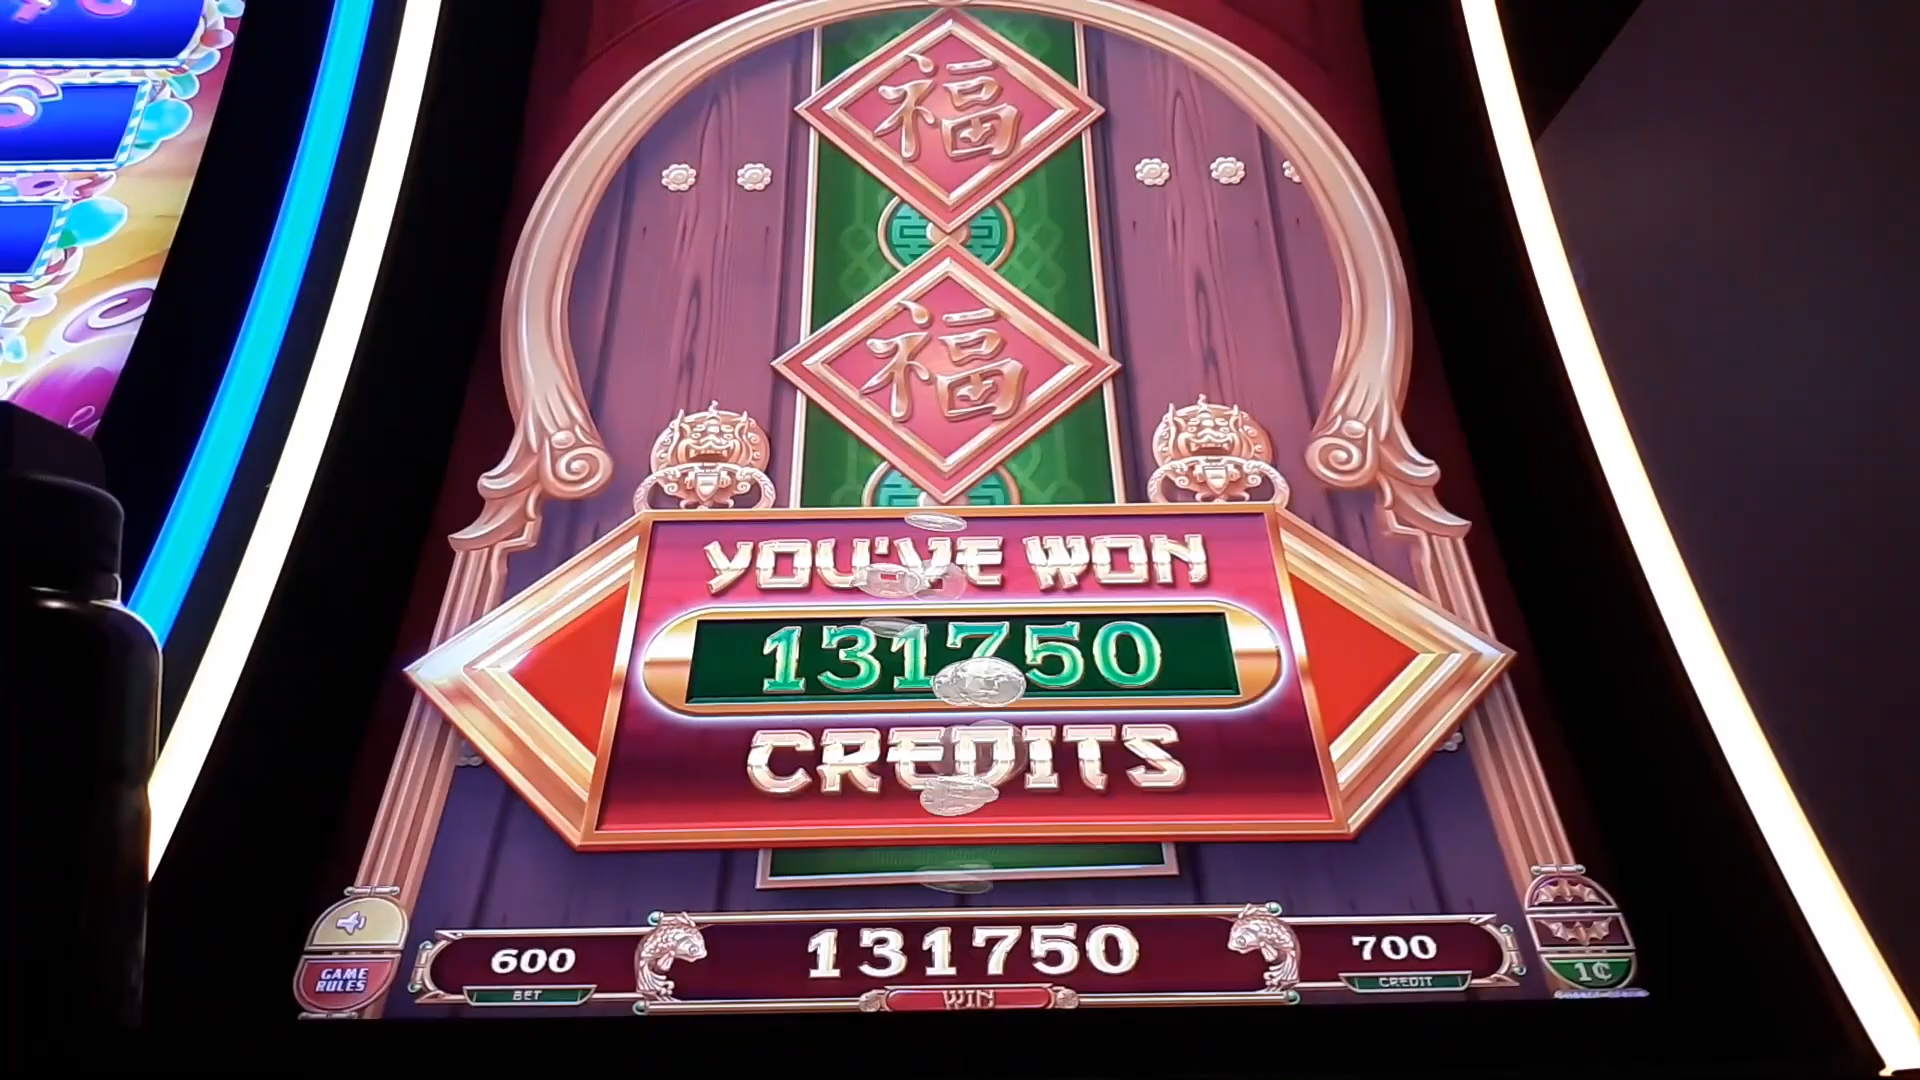 福
福
YOU'VE WON
131750
CREDITS
GAME RULES
600
BET
131750
WIN
700
CREDIT
1¢